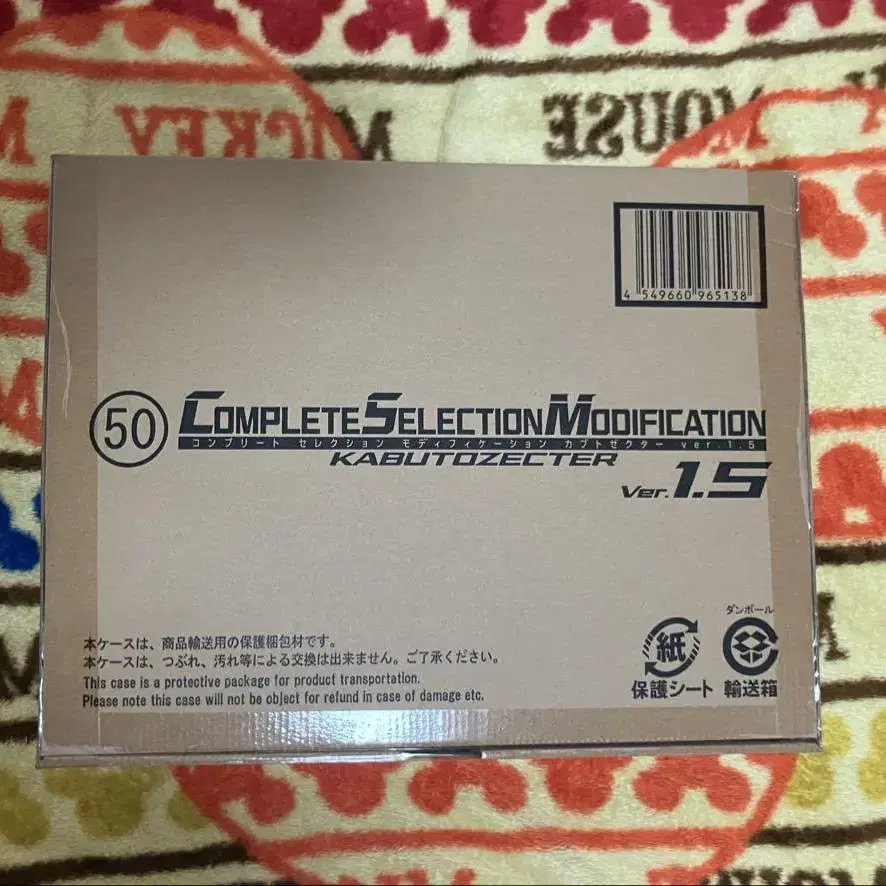 MICKEY
MOUSE
4 549660 965138
50
COMPLETE SELECTION MODIFICATION
コンプリート セレクション モディフィケーション カブトゼクター ver.1.5
KABUTOZECTER
Ver.1.5
本ケースは、商品輸送用の保護梱包材です。
本ケースは、つぶれ、汚れ等による交換は出来ません。ご了承ください。
This case is a protective package for product transportation.
Please note this case will not be object for refund in case of damage etc.
紙
保護シート
ダンボール
輸送箱